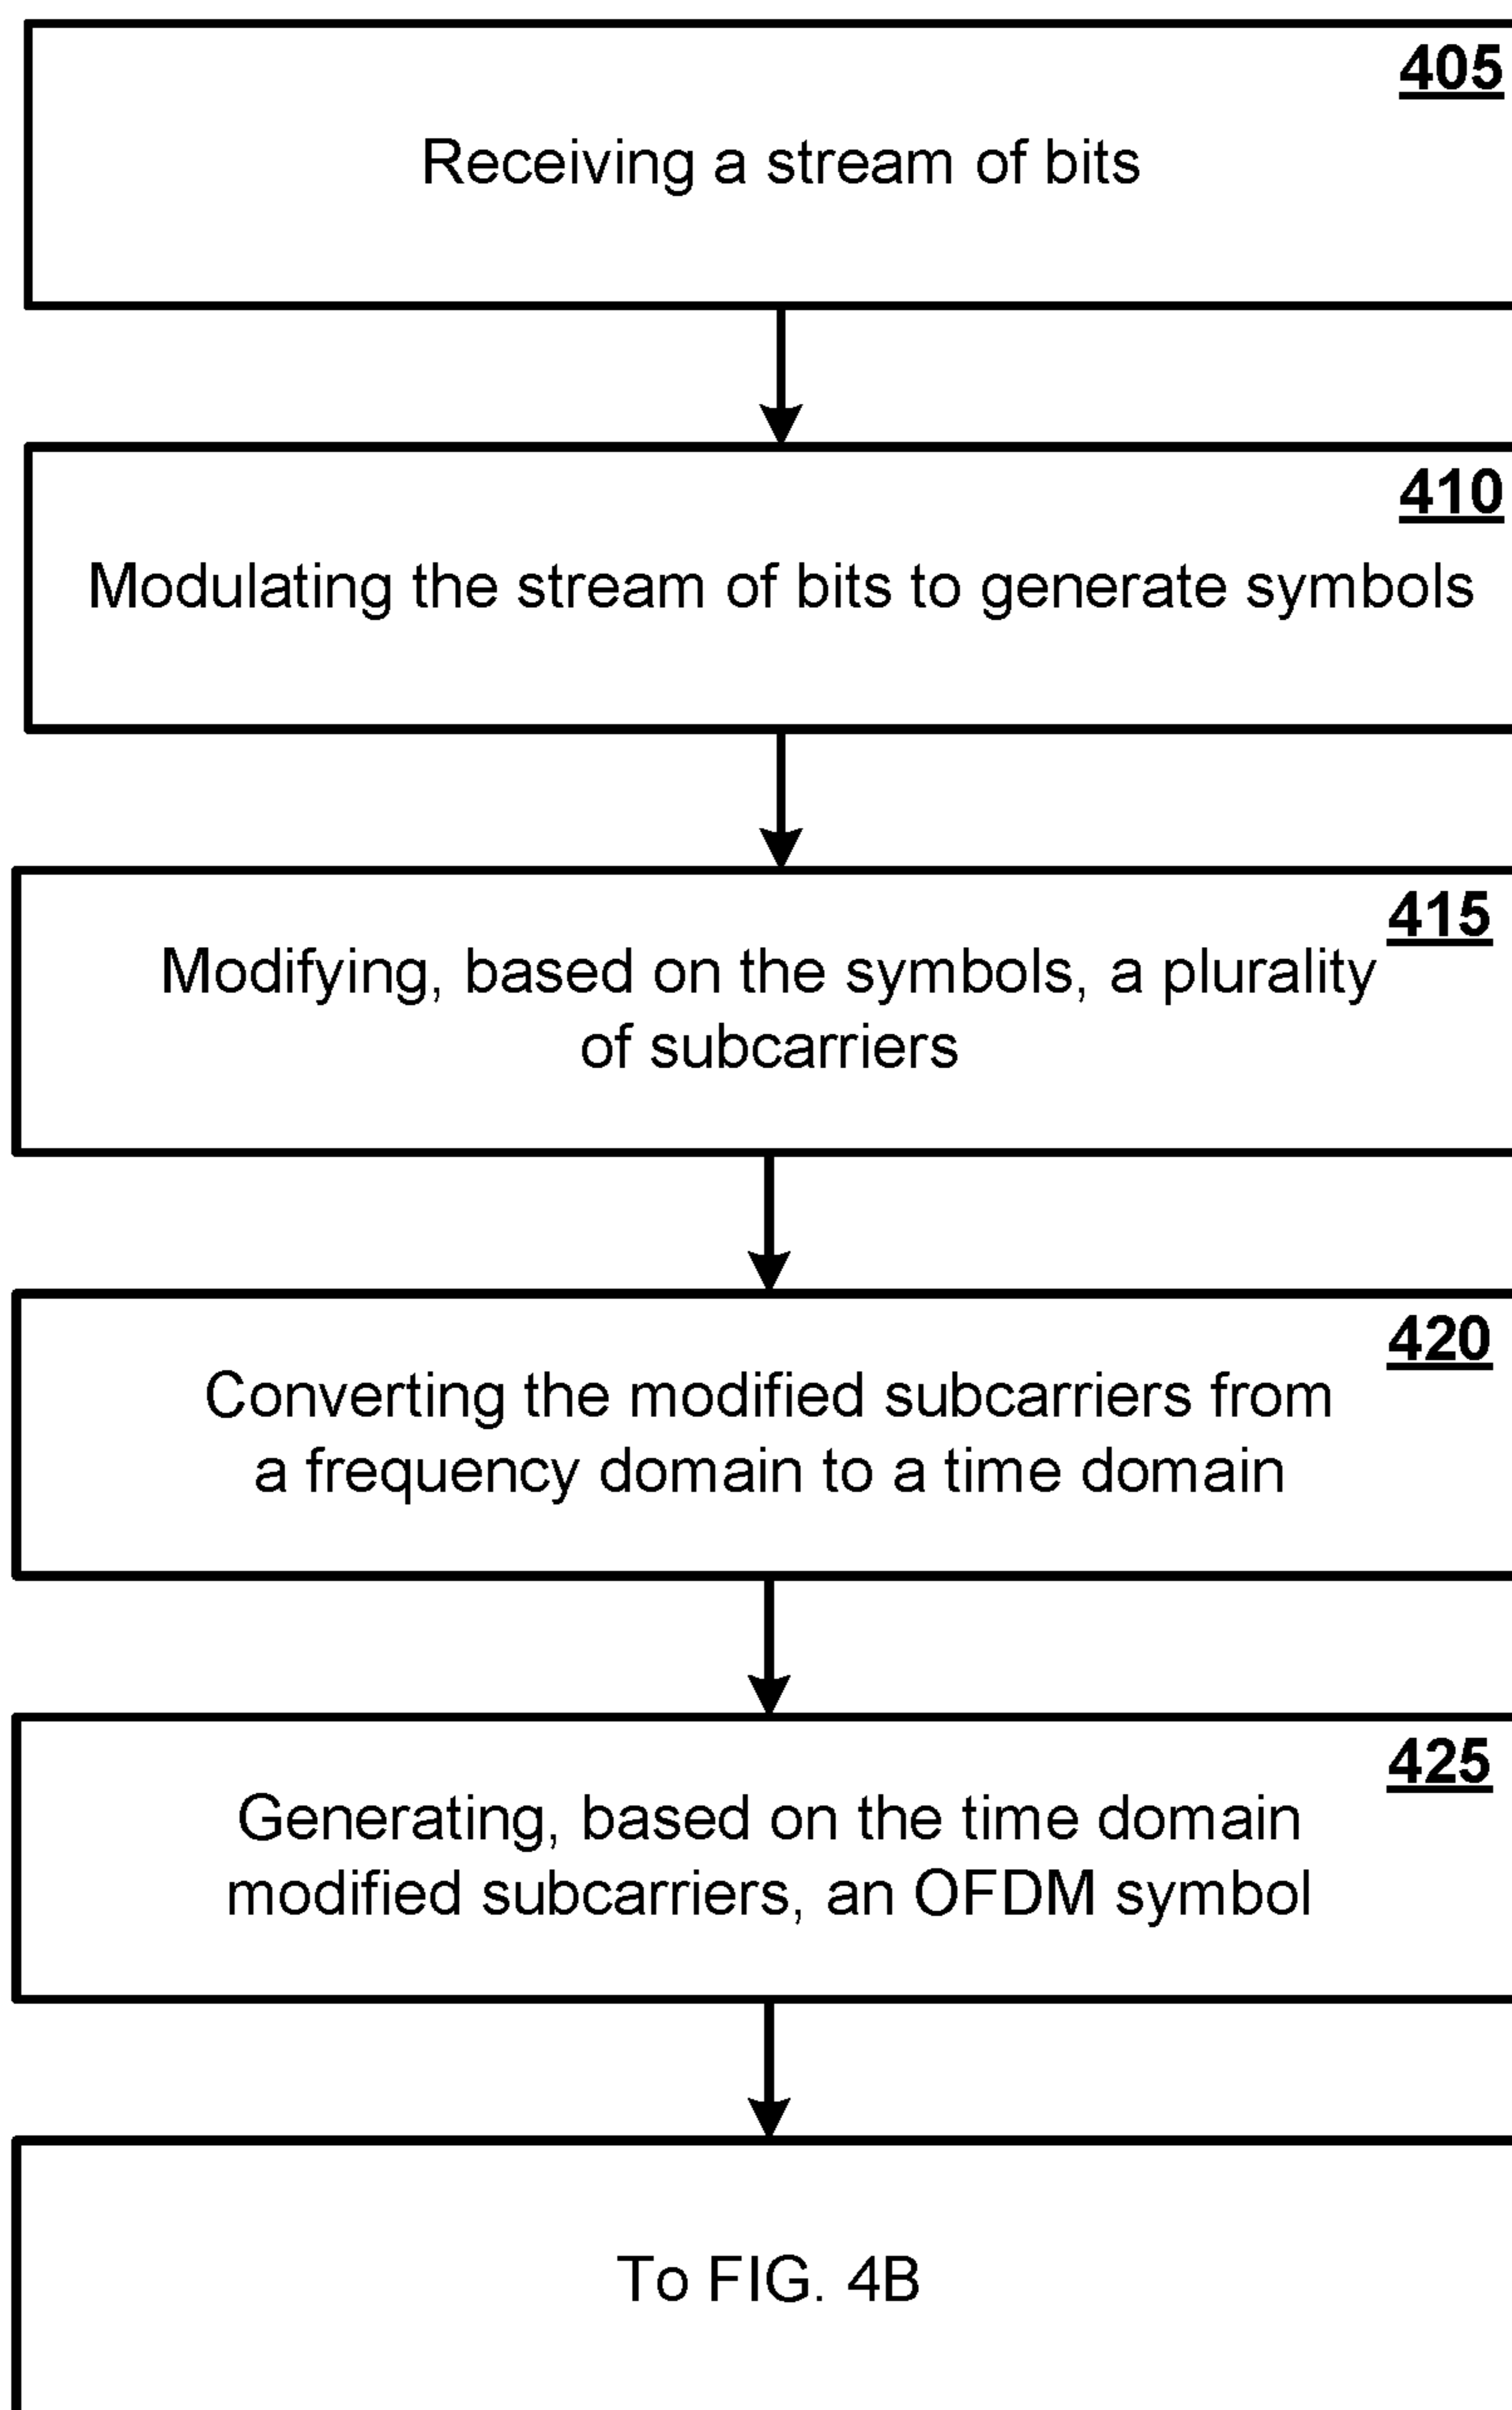 405
Receiving a stream of bits
410
Modulating the stream of bits to generate symbols
415
Modifying, based on the symbols, a plurality
of subcarriers
420
Converting the modified subcarriers from
a frequency domain to a time domain
425
Generating, based on the time domain
modified subcarriers, an OFDM symbol
To FIG. 4B